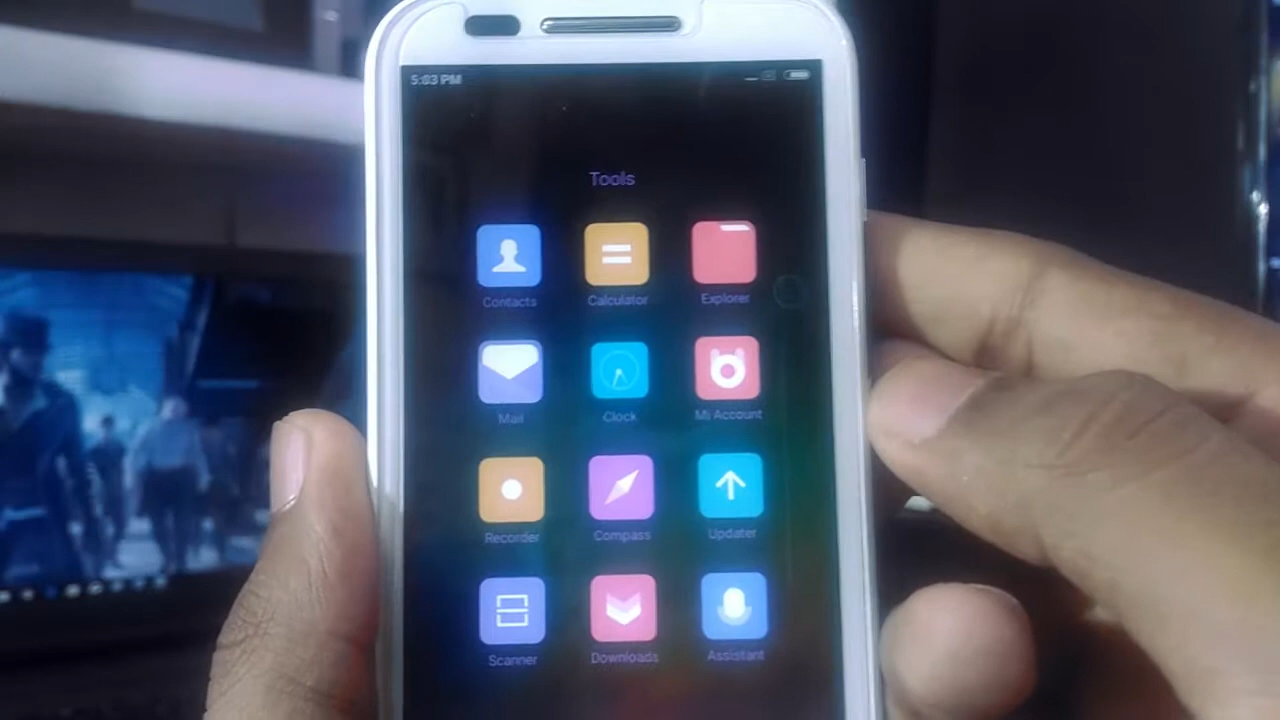 5:03 PM
Tools
Contacts Calculator Explorer
Mail Clock Mi Account
Recorder Compass Updater
Scanner Downloads Assistant